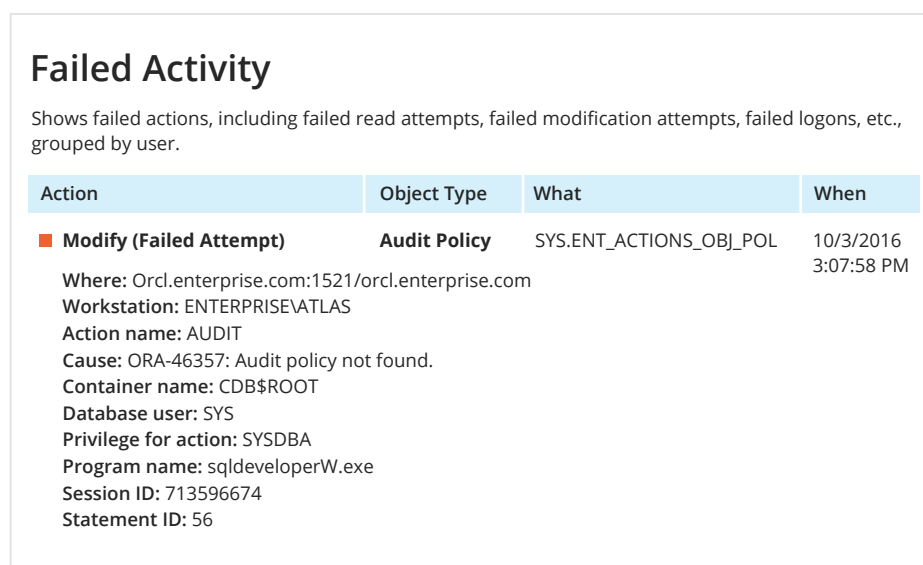 Failed Activity
Shows failed actions, including failed read attempts, failed modification attempts, failed logons, etc.,
grouped by user.
Action Object Type What When
Modify (Failed Attempt) Audit Policy SYS.ENT_ACTIONS_OBJ_POL 10/3/2016
3:07:58 PM
Where: Orcl.enterprise.com:1521/orcl.enterprise.com
Workstation: ENTERPRISE\ATLAS
Action name: AUDIT
Cause: ORA-46357: Audit policy not found.
Container name: CDB$ROOT
Database user: SYS
Privilege for action: SYSDBA
Program name: sqldeveloperW.exe
Session ID: 713596674
Statement ID: 56